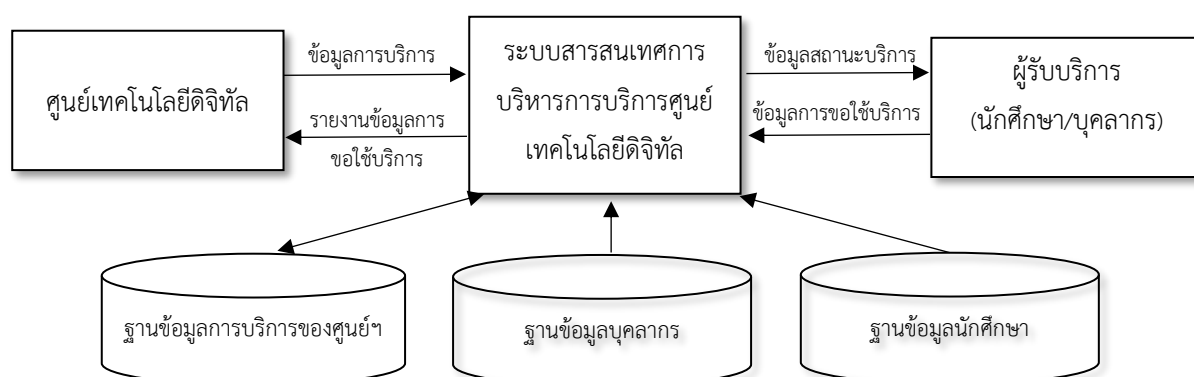 ศูนย์เทคโนโลยีดิจิทัล
ข้อมูลการบริการ
รายงานข้อมูลการ
ขอใช้บริการ
ระบบสารสนเทศการ
บริหารการบริการศูนย์
เทคโนโลยีดิจิทัล
ข้อมูลสถานะบริการ
ข้อมูลการขอใช้บริการ
ผู้รับบริการ
(นักศึกษา/บุคลากร)
ฐานข้อมูลการบริการของศูนย์ฯ
ฐานข้อมูลบุคลากร
ฐานข้อมูลนักศึกษา